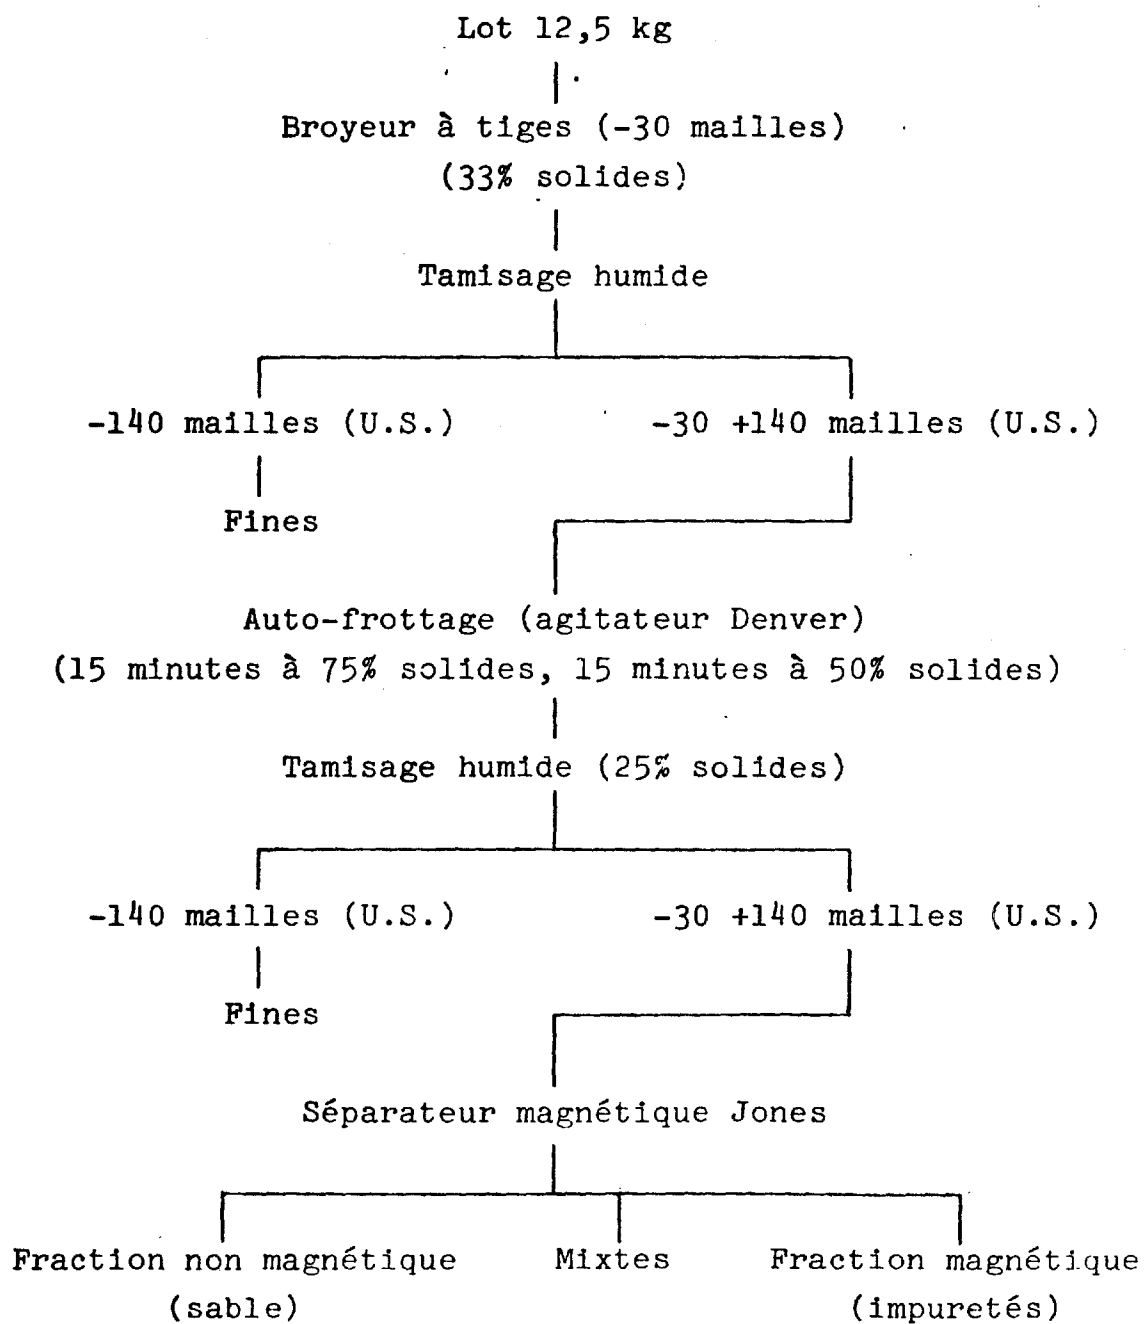 Lot 12,5 kg
Broyeur à tiges (-30 mailles)
(33% solides)
Tamisage humide
-140 mailles (U.S.)
-30 +140 mailles (U.S.)
Fines
Auto-frottage (agitateur Denver)
(15 minutes à 75% solides, 15 minutes à 50% solides)
Tamisage humide (25% solides)
-140 mailles (U.S.)
-30 +140 mailles (U.S.)
Fines
Séparateur magnétique Jones
Fraction non magnétique
(sable)
Mixtes
Fraction magnétique
(impuretés)